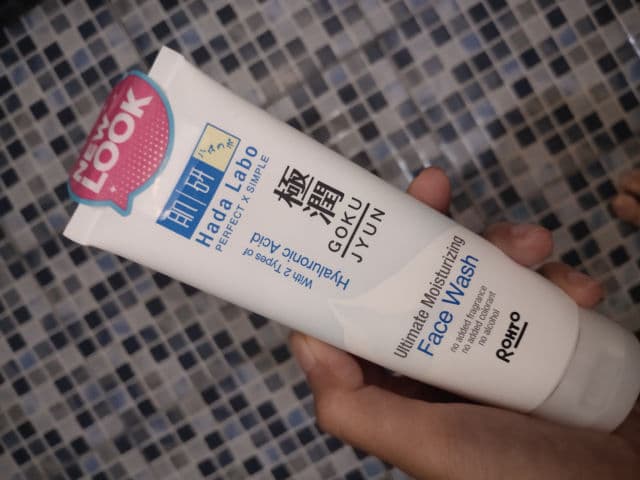 NEW
LOOK
肌研
ハダラボ
Hada Labo
PERFECT X SIMPLE
極潤
GOKU
JYUN
With 2 Types of
Hyaluronic Acid
Ultimate Moisturizing
Face Wash
no added fragrance
no added colorant
no alcohol
ROHTO